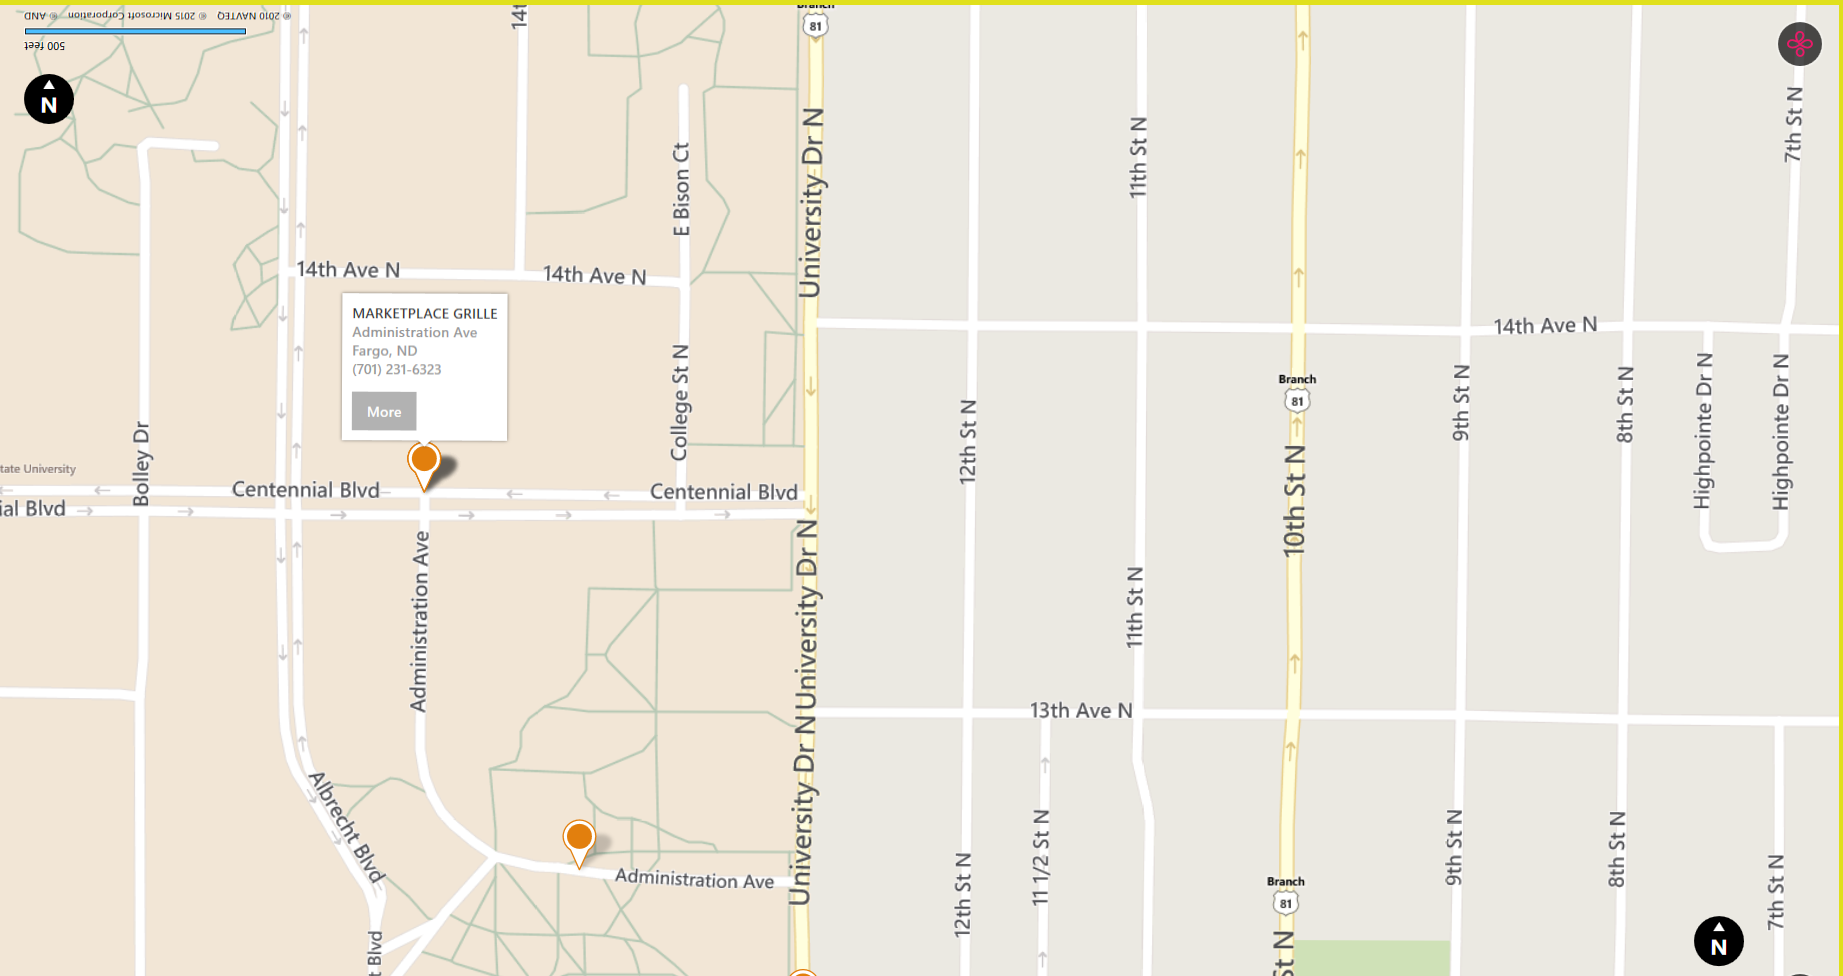 © 2010 NAVTEQ © 2015 Microsoft Corporation © AND
500 feet
N
14t
Branch
81
University Dr N
E Bison Ct
11th St N
7th St N
14th Ave N
14th Ave N
14th Ave N
MARKETPLACE GRILLE
Administration Ave
Fargo, ND
(701) 231-6323
More
College St N
Branch
81
12th St N
9th St N
8th St N
Highpointe Dr N
Highpointe Dr N
Bolley Dr
tate University
Centennial Blvd
Centennial Blvd
ial Blvd
10th St N
University Dr N
Administration Ave
11th St N
13th Ave N
University Dr N
Albrecht Blvd
Administration Ave
12th St N
11 1/2 St N
9th St N
8th St N
7th St N
Branch
81
t Blvd
St N
N